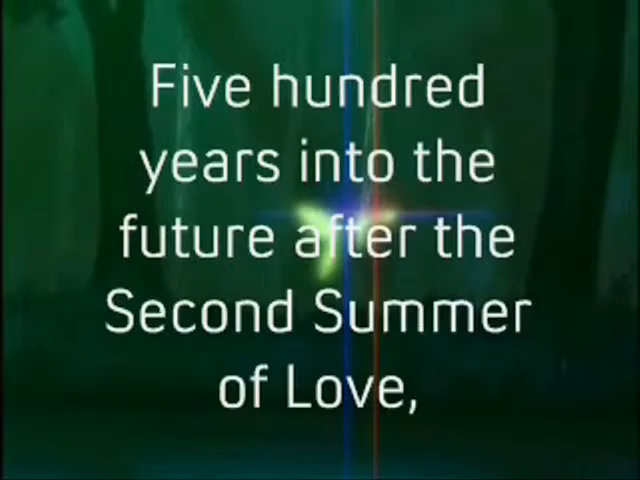 Five hundred
years into the
future after the
Second Summer
of Love,